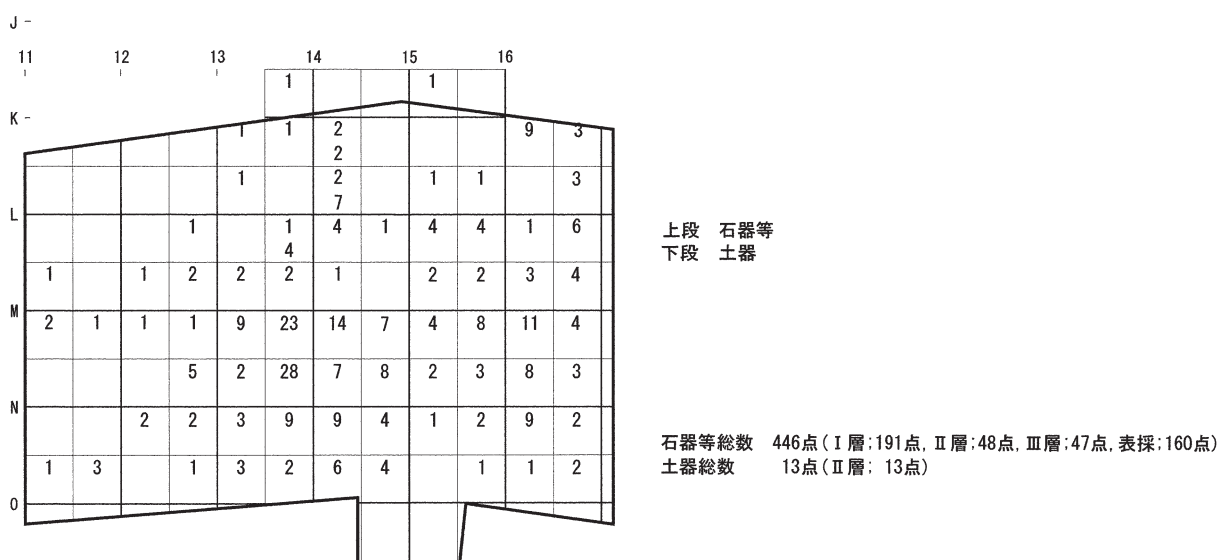 J
11 12 13 14 15 16
1 1
K
1 1 2 9 3
2
1 2 1 1 3
7
L
1 1 4 1 4 4 1 6
4
上段 石器等
下段 土器
1 1 2 2 2 1 2 2 3 4
M
2 1 1 1 9 23 14 7 4 8 11 4
5 2 28 7 8 2 3 8 3
N
2 2 3 9 9 4 1 2 9 2
1 3 1 3 2 6 4 1 1 2
O
石器等総数 446点(Ⅰ層;191点, Ⅱ層;48点, Ⅲ層;47点, 表採;160点)
土器総数 13点(Ⅱ層; 13点)